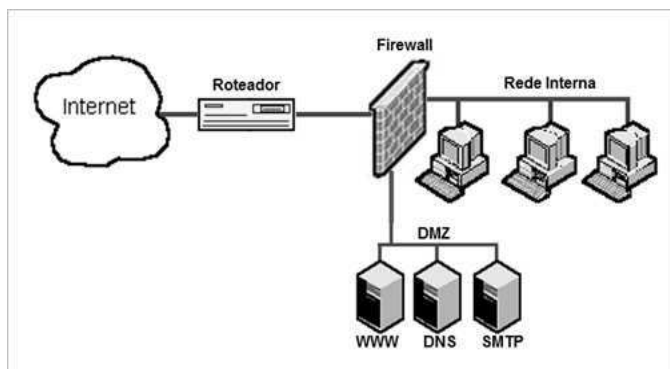 Firewall
Roteador
Rede Interna
Internet
DMZ
WWW DNS SMTP